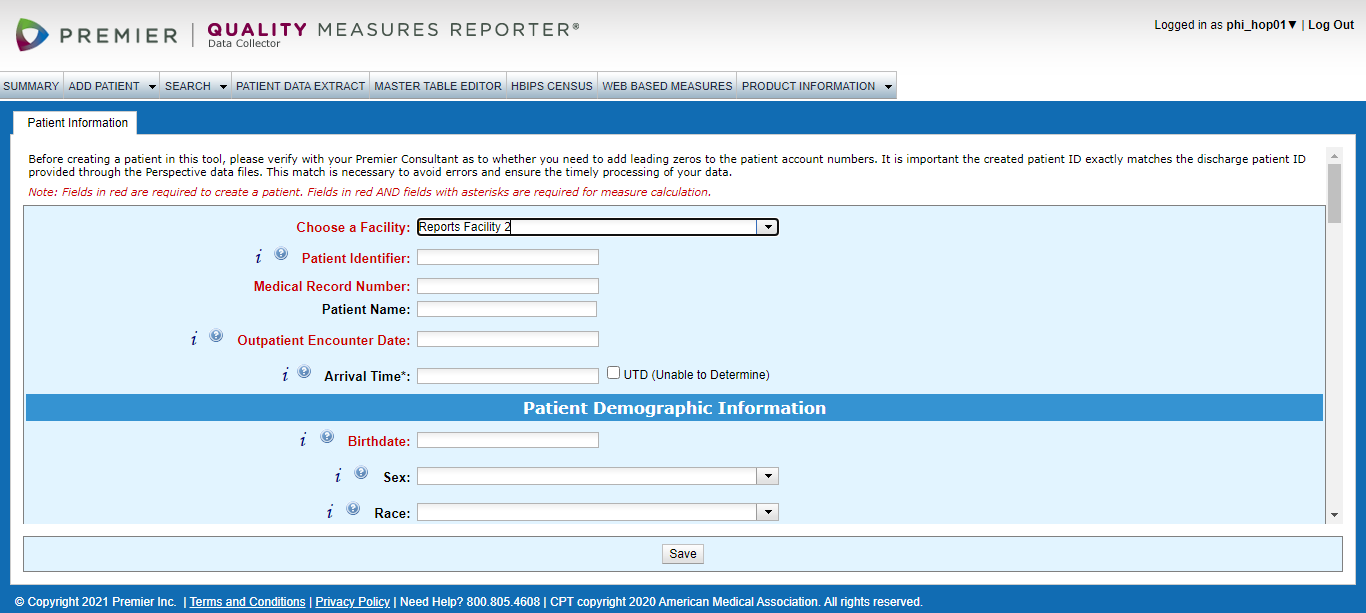 PREMIER | QUALITY MEASURES REPORTER®
Data Collector
Logged in as phi_hop01▼ | Log Out
SUMMARY ADD PATIENT SEARCH PATIENT DATA EXTRACT MASTER TABLE EDITOR HBIPS CENSUS WEB BASED MEASURES PRODUCT INFORMATION
Patient Information
Before creating a patient in this tool, please verify with your Premier Consultant as to whether you need to add leading zeros to the patient account numbers. It is important the created patient ID exactly matches the discharge patient ID
provided through the Perspective data files. This match is necessary to avoid errors and ensure the timely processing of your data.
Note: Fields in red are required to create a patient. Fields in red AND fields with asterisks are required for measure calculation.
Choose a Facility: Reports Facility 2
i ? Patient Identifier:
Medical Record Number:
Patient Name:
i ? Outpatient Encounter Date:
i ? Arrival Time*: UTD (Unable to Determine)
Patient Demographic Information
i ? Birthdate:
i ? Sex:
i ? Race:
Save
© Copyright 2021 Premier Inc. | Terms and Conditions | Privacy Policy | Need Help? 800.805.4608 | CPT copyright 2020 American Medical Association. All rights reserved.